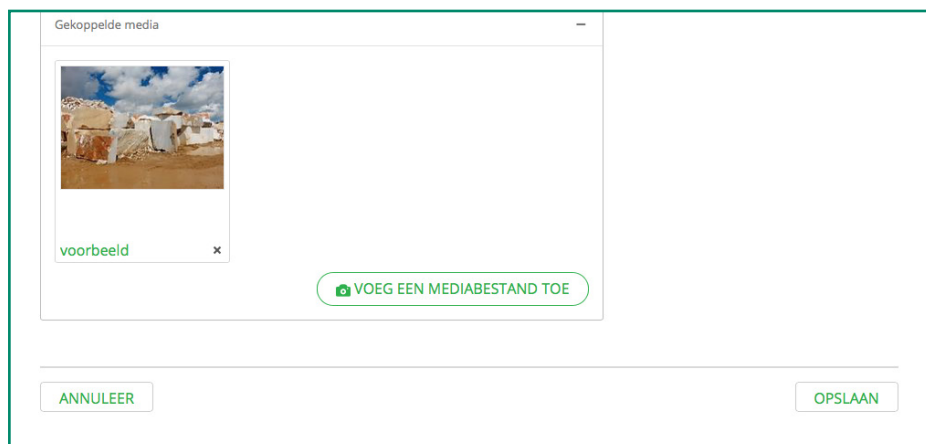 Gekoppelde media
voorbeeld
VOEG EEN MEDIABESTAND TOE
ANNULEER
OPSLAAN